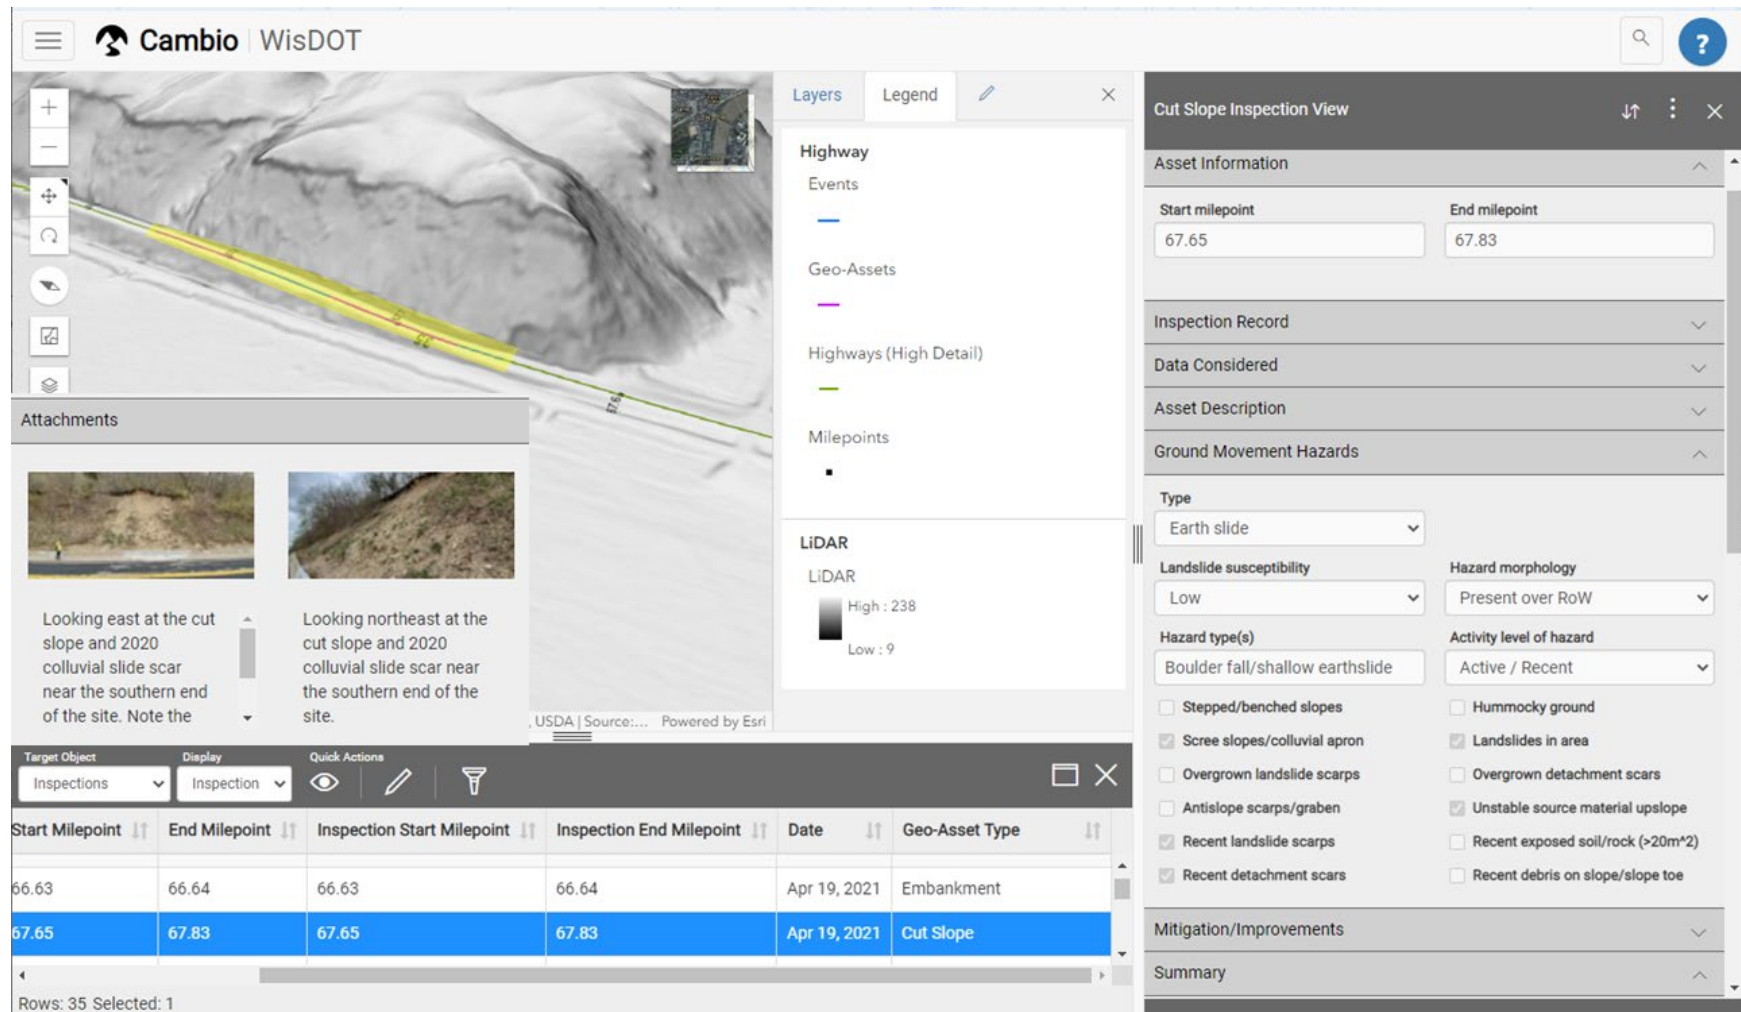 Cambio | WisDOT
?
Layers Legend
Highway
Events
Geo-Assets
Highways (High Detail)
Milepoints
LiDAR
LiDAR
High : 238
Low : 9
, USDA | Source:... Powered by Esri
Attachments
Looking east at the cut
slope and 2020
colluvial slide scar
near the southern end
of the site. Note the
Looking northeast at the
cut slope and 2020
colluvial slide scar near
the southern end of the
site.
Target Object Display Quick Actions
Inspections Inspection
Start Milepoint End Milepoint Inspection Start Milepoint Inspection End Milepoint Date Geo-Asset Type
66.63 66.64 66.63 66.64 Apr 19, 2021 Embankment
67.65 67.83 67.65 67.83 Apr 19, 2021 Cut Slope
Rows: 35 Selected: 1
Cut Slope Inspection View
Asset Information
Start milepoint End milepoint
67.65 67.83
Inspection Record
Data Considered
Asset Description
Ground Movement Hazards
Type
Earth slide
Landslide susceptibility Hazard morphology
Low Present over RoW
Hazard type(s) Activity level of hazard
Boulder fall/shallow earthslide Active / Recent
Stepped/benched slopes Hummocky ground
Scree slopes/colluvial apron Landslides in area
Overgrown landslide scarps Overgrown detachment scars
Antislope scarps/graben Unstable source material upslope
Recent landslide scarps Recent exposed soil/rock (>20m^2)
Recent detachment scars Recent debris on slope/slope toe
Mitigation/Improvements
Summary